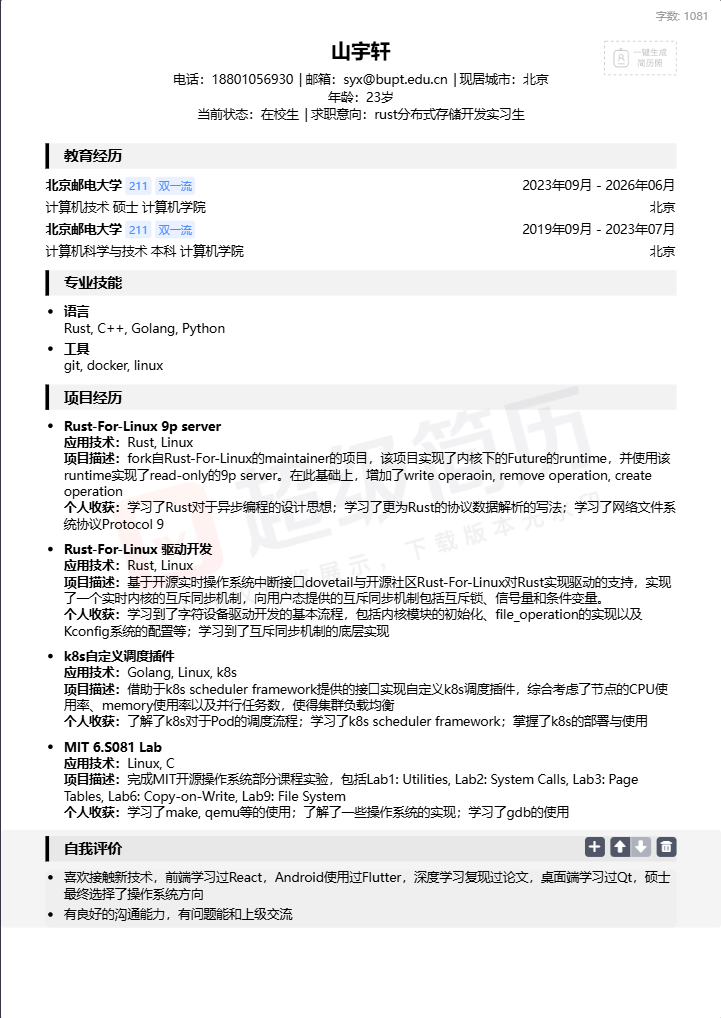 字数: 1081
山宇轩
一键生成
简历照
电话：18801056930 | 邮箱：syx@bupt.edu.cn | 现居城市：北京
年龄：23岁
当前状态：在校生 | 求职意向：rust分布式存储开发实习生
教育经历
北京邮电大学 211 双一流 2023年09月 - 2026年06月
计算机技术 硕士 计算机学院 北京
北京邮电大学 211 双一流 2019年09月 - 2023年07月
计算机科学与技术 本科 计算机学院 北京
专业技能
• 语言
Rust, C++, Golang, Python
• 工具
git, docker, linux
项目经历
• Rust-For-Linux 9p server
应用技术：Rust, Linux
项目描述：fork自Rust-For-Linux的maintainer的项目，该项目实现了内核下的Future的runtime，并使用该
runtime实现了read-only的9p server。在此基础上，增加了write operaoin, remove operation, create
operation
个人收获：学习了Rust对于异步编程的设计思想；学习了更为Rust的协议数据解析的写法；学习了网络文件系
统协议Protocol 9
• Rust-For-Linux 驱动开发
应用技术：Rust, Linux
项目描述：基于开源实时操作系统中断接口dovetail与开源社区Rust-For-Linux对Rust实现驱动的支持，实现
了一个实时内核的互斥同步机制，向用户态提供的互斥同步机制包括互斥锁、信号量和条件变量。
个人收获：学习到了字符设备驱动开发的基本流程，包括内核模块的初始化、file_operation的实现以及
Kconfig系统的配置等；学习到了互斥同步机制的底层实现
• k8s自定义调度插件
应用技术：Golang, Linux, k8s
项目描述：借助于k8s scheduler framework提供的接口实现自定义k8s调度插件，综合考虑了节点的CPU使
用率、memory使用率以及并行任务数，使得集群负载均衡
个人收获：了解了k8s对于Pod的调度流程；学习了k8s scheduler framework；掌握了k8s的部署与使用
• MIT 6.S081 Lab
应用技术：Linux, C
项目描述：完成MIT开源操作系统部分课程实验，包括Lab1: Utilities, Lab2: System Calls, Lab3: Page
Tables, Lab6: Copy-on-Write, Lab9: File System
个人收获：学习了make, qemu等的使用；了解了一些操作系统的实现；学习了gdb的使用
自我评价
• 喜欢接触新技术，前端学习过React，Android使用过Flutter，深度学习复现过论文，桌面端学习过Qt，硕士
最终选择了操作系统方向
• 有良好的沟通能力，有问题能和上级交流
超级简历